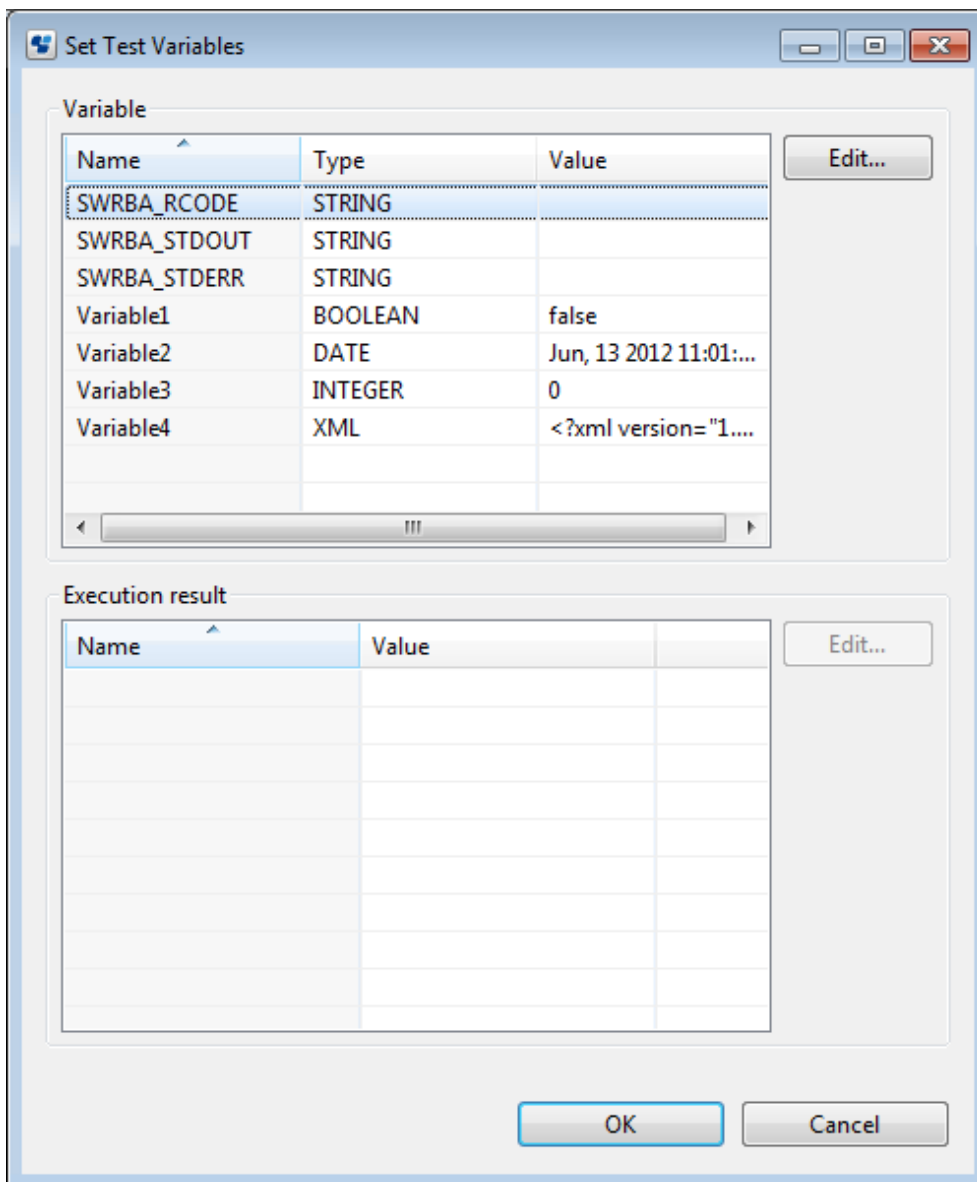 Set Test Variables
Variable
Name Type Value Edit...
SWRBA_RCODE STRING
SWRBA_STDOUT STRING
SWRBA_STDERR STRING
Variable1 BOOLEAN false
Variable2 DATE Jun, 13 2012 11:01:...
Variable3 INTEGER 0
Variable4 XML <?xml version="1....
Execution result
Name Value Edit...
OK Cancel